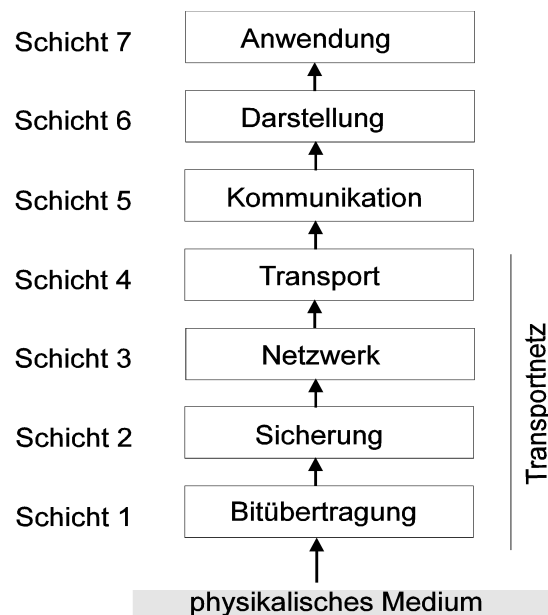 Schicht 7 Anwendung
Schicht 6 Darstellung
Schicht 5 Kommunikation
Schicht 4 Transport
Schicht 3 Netzwerk
Schicht 2 Sicherung
Schicht 1 Bitübertragung
Transportnetz
physikalisches Medium